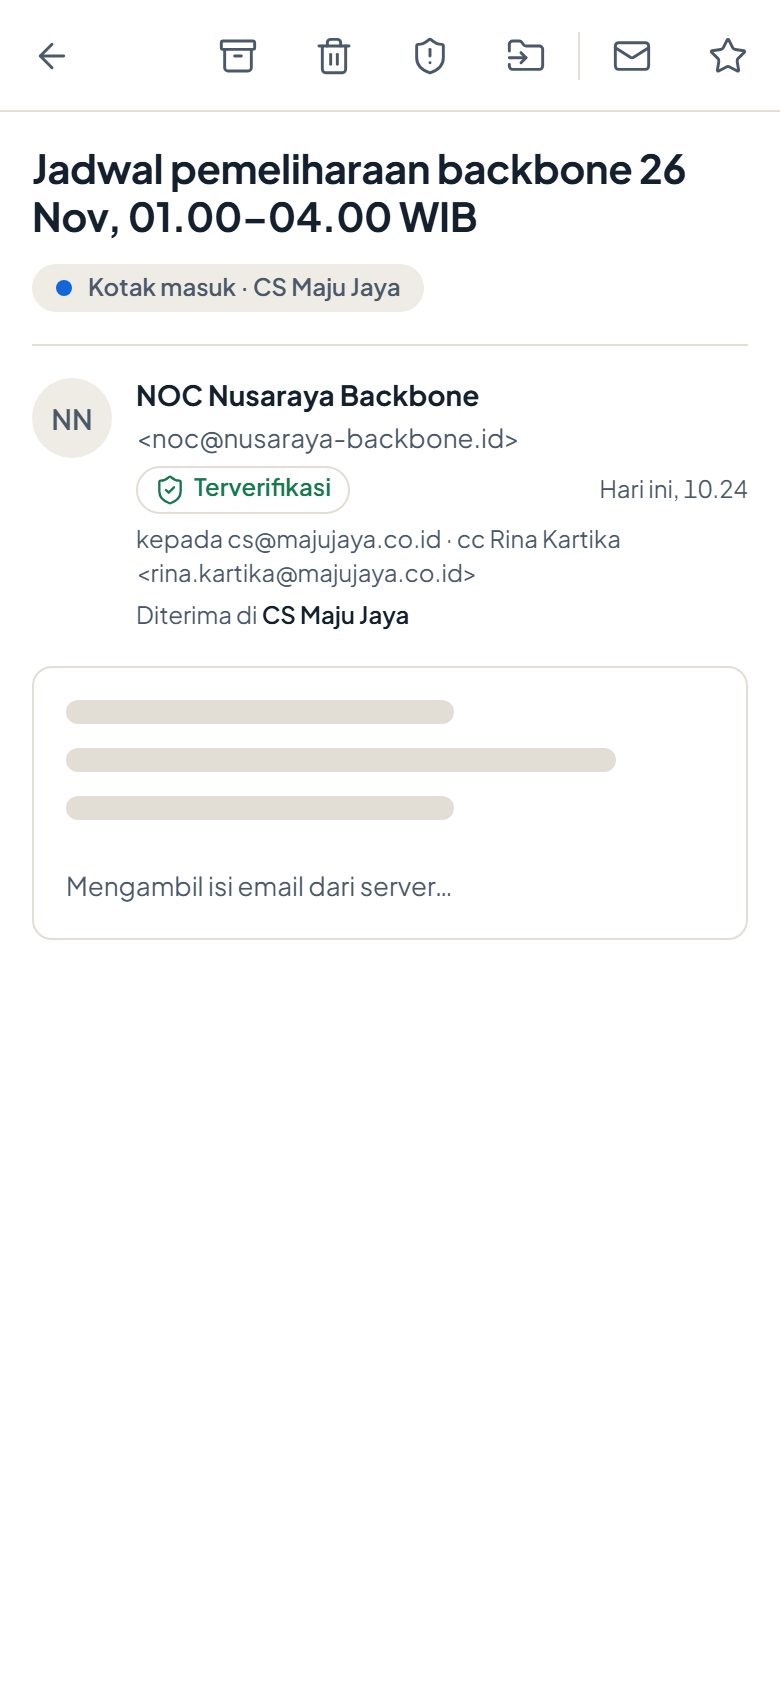 Jadwal pemeliharaan backbone 26
Nov, 01.00–04.00 WIB
Kotak masuk · CS Maju Jaya
NN
NOC Nusaraya Backbone
<noc@nusaraya-backbone.id>
Terverifikasi
Hari ini, 10.24
kepada cs@majujaya.co.id · cc Rina Kartika
<rina.kartika@majujaya.co.id>
Diterima di CS Maju Jaya
Mengambil isi email dari server…